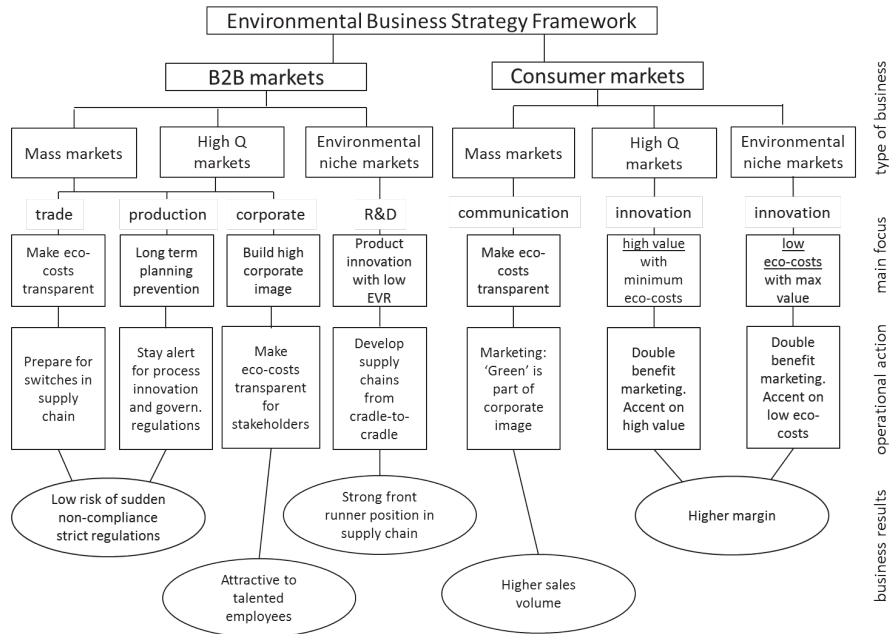 Environmental Business Strategy Framework
B2B markets
Consumer markets
type of business
Mass markets
High Q
markets
Environmental
niche markets
Mass markets
High Q
markets
Environmental
niche markets
trade
production
corporate
R&D
communication
innovation
innovation
main focus
Make eco-
costs
transparent
Long term
planning
prevention
Build high
corporate
image
Product
innovation
with low
EVR
Make eco-
costs
transparent
high value
with
minimum
eco-costs
low
eco-costs
with max
value
operational action
Prepare for
switches in
supply
chain
Stay alert
for process
innovation
and govern.
regulations
Make
eco-costs
transparent
for
stakeholders
Develop
supply
chains
from
cradle-to-
cradle
Marketing:
‘Green’ is
part of
corporate
image
Double
benefit
marketing.
Accent on
high value
Double
benefit
marketing.
Accent on
low eco-
costs
business results
Low risk of sudden
non-compliance
strict regulations
Strong front
runner position in
supply chain
Higher margin
Attractive to
talented
employees
Higher sales
volume